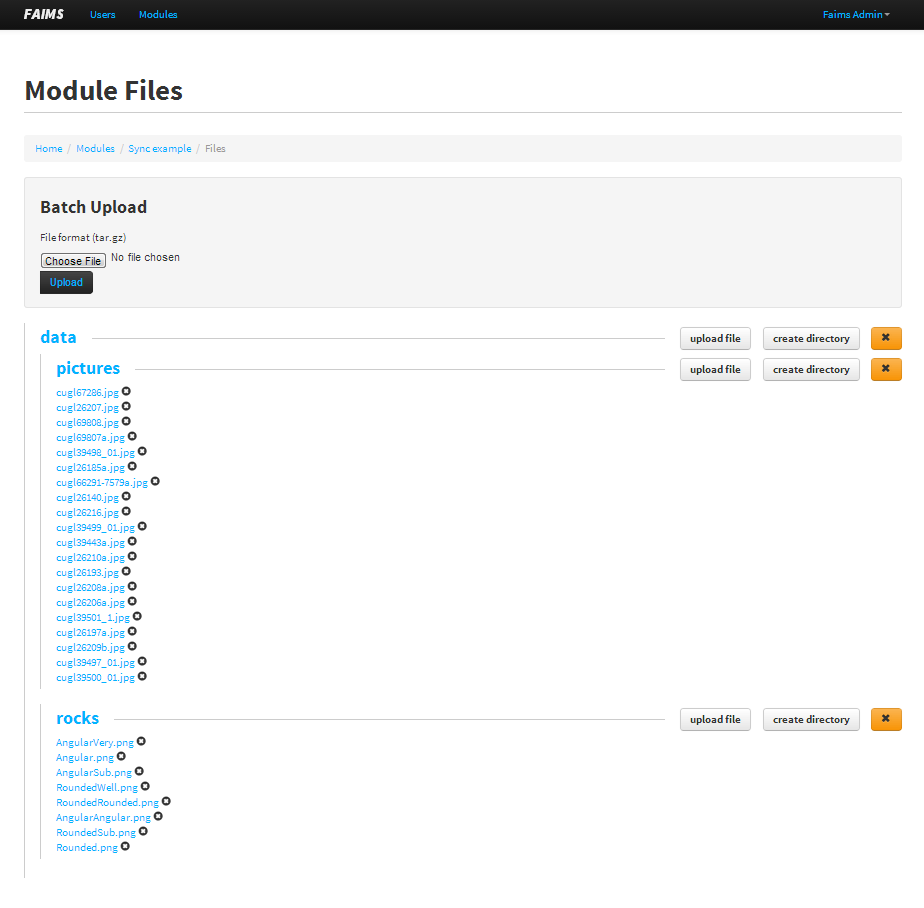 FAIMS Users Modules Faims Admin
Module Files
Home / Modules / Sync example / Files
Batch Upload
File format (tar.gz)
Choose File No file chosen
Upload
data upload file create directory
pictures upload file create directory
cugl67286.jpg
cugl26207.jpg
cugl69808.jpg
cugl69807a.jpg
cugl39498_01.jpg
cugl26185a.jpg
cugl66291-7579a.jpg
cugl26140.jpg
cugl26216.jpg
cugl39499_01.jpg
cugl39443a.jpg
cugl26210a.jpg
cugl26193.jpg
cugl26208a.jpg
cugl26206a.jpg
cugl39501_1.jpg
cugl26197a.jpg
cugl26209b.jpg
cugl39497_01.jpg
cugl39500_01.jpg
rocks upload file create directory
AngularVery.png
Angular.png
AngularSub.png
RoundedWell.png
RoundedRounded.png
AngularAngular.png
RoundedSub.png
Rounded.png